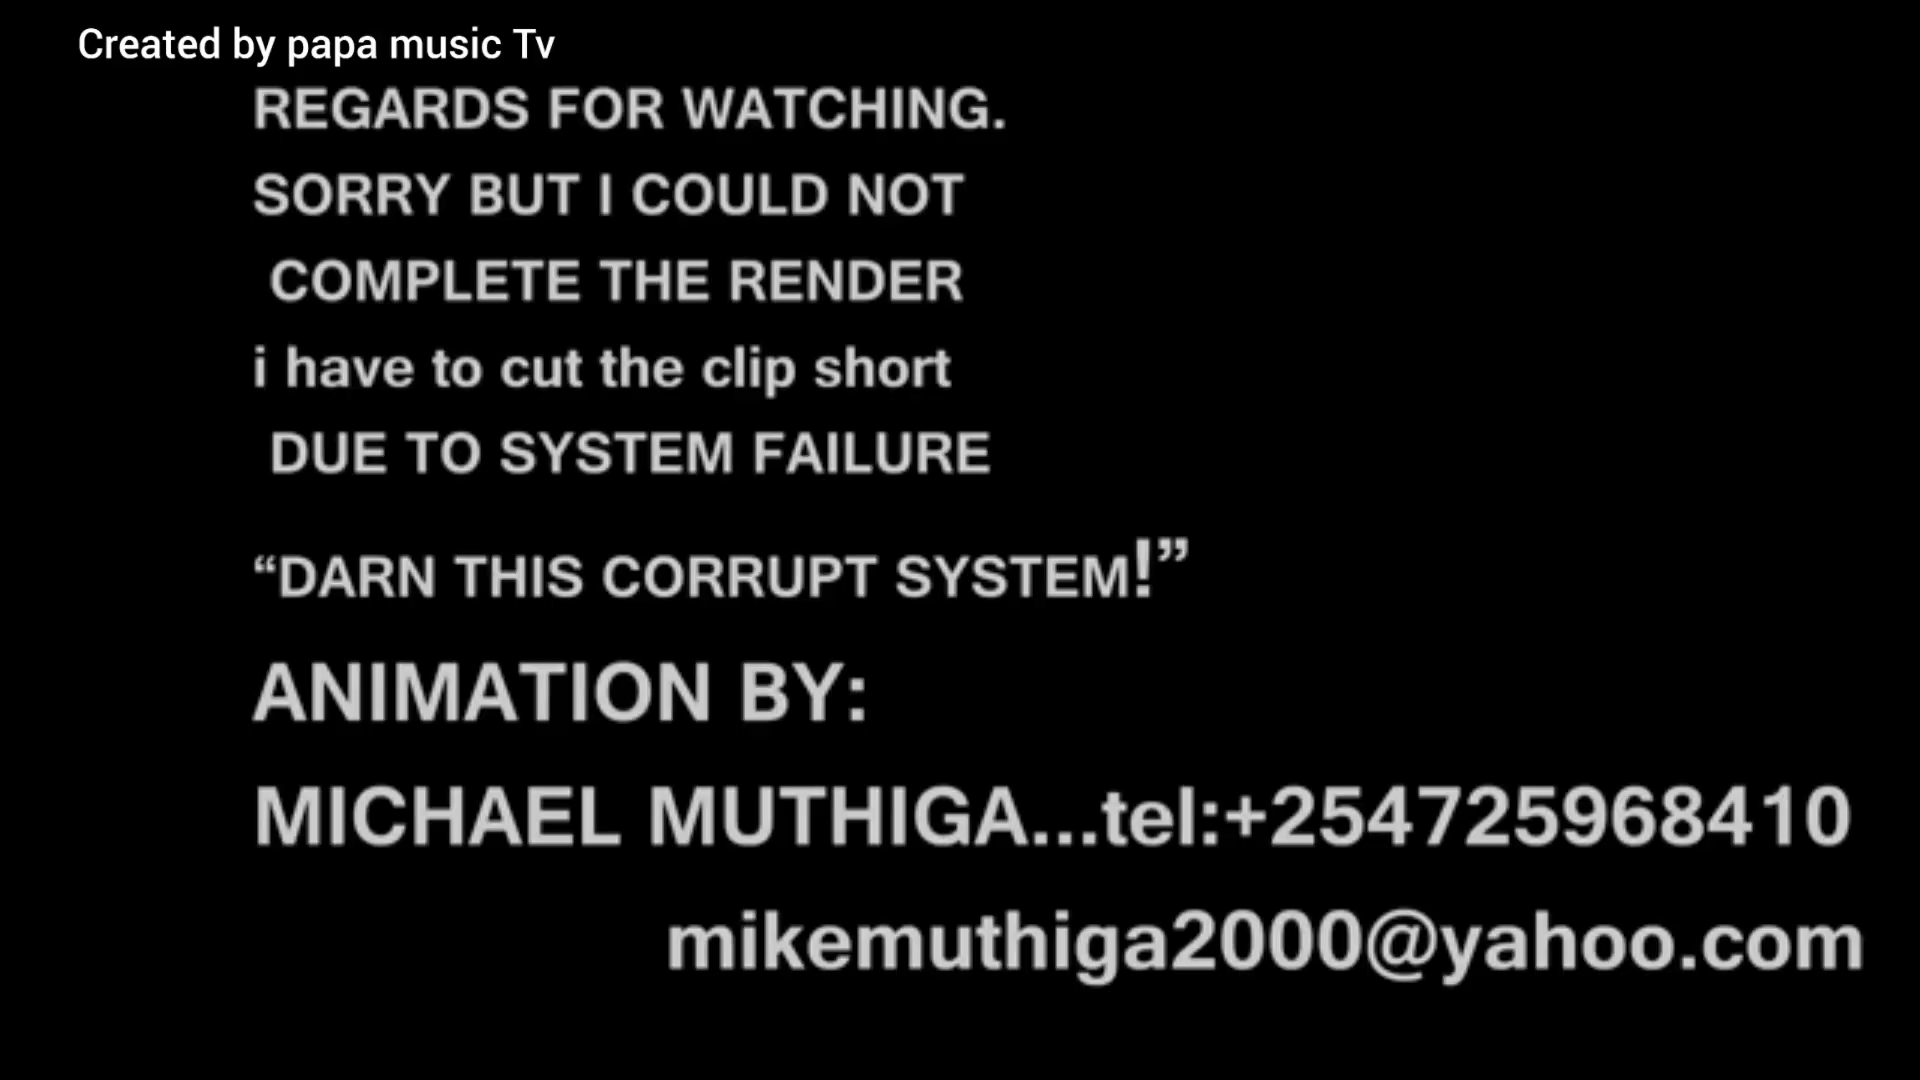 Created by papa music Tv
REGARDS FOR WATCHING.
SORRY BUT I COULD NOT
COMPLETE THE RENDER
i have to cut the clip short
DUE TO SYSTEM FAILURE
“DARN THIS CORRUPT SYSTEM!”
ANIMATION BY:
MICHAEL MUTHIGA...tel:+254725968410
mikemuthiga2000@yahoo.com